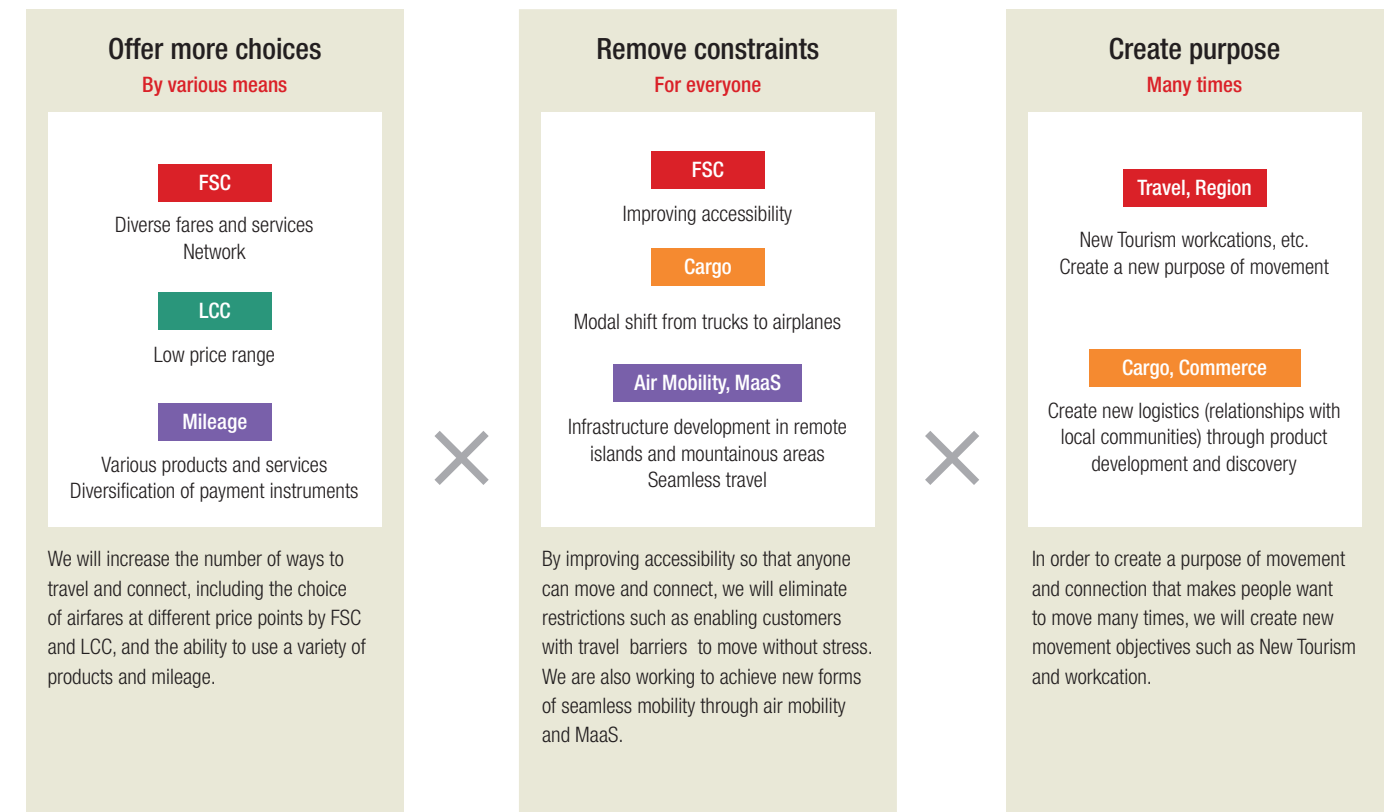 Offer more choices
By various means
FSC
Diverse fares and services
Network
LCC
Low price range
Mileage
Various products and services
Diversification of payment instruments
We will increase the number of ways to
travel and connect, including the choice
of airfares at different price points by FSC
and LCC, and the ability to use a variety of
products and mileage.
Remove constraints
For everyone
FSC
Improving accessibility
Cargo
Modal shift from trucks to airplanes
Air Mobility, MaaS
Infrastructure development in remote
islands and mountainous areas
Seamless travel
By improving accessibility so that anyone
can move and connect, we will eliminate
restrictions such as enabling customers
with travel barriers to move without stress.
We are also working to achieve new forms
of seamless mobility through air mobility
and MaaS.
Create purpose
Many times
Travel, Region
New Tourism workcations, etc.
Create a new purpose of movement
Cargo, Commerce
Create new logistics (relationships with
local communities) through product
development and discovery
In order to create a purpose of movement
and connection that makes people want
to move many times, we will create new
movement objectives such as New Tourism
and workcation.